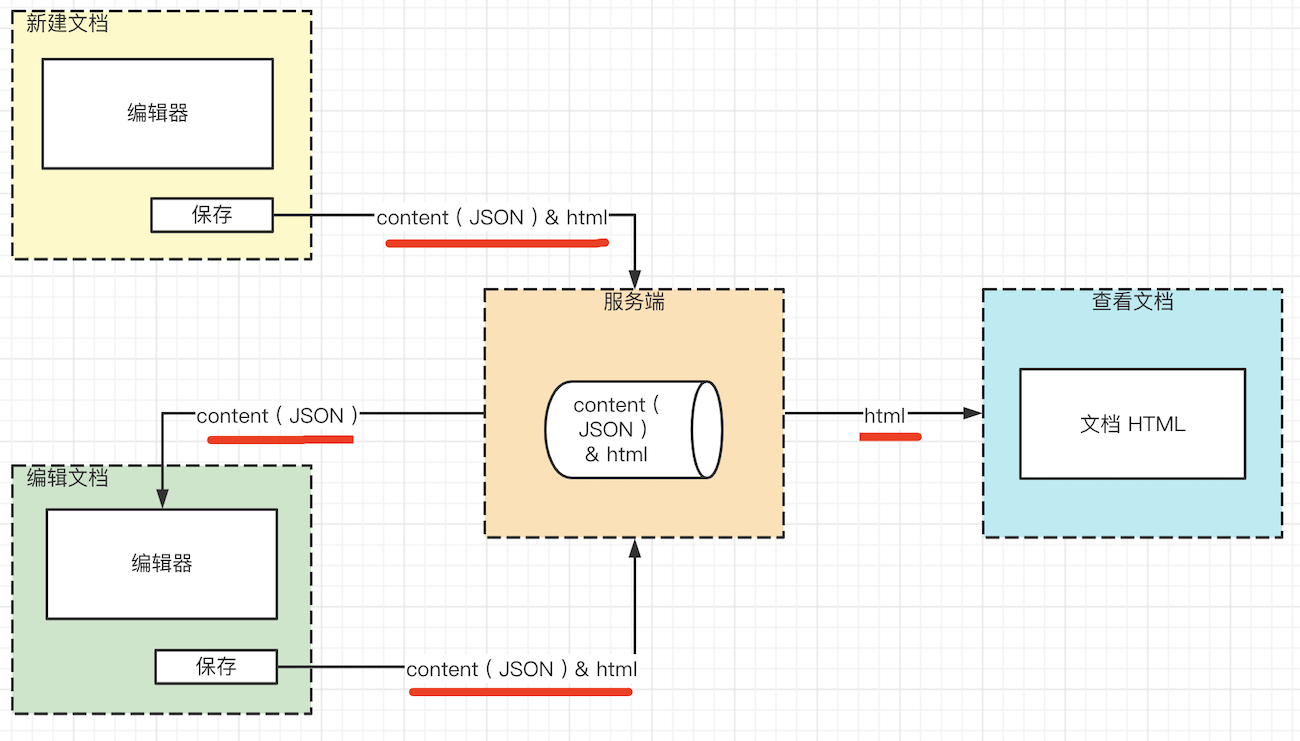 新建文档
编辑器
保存
content ( JSON ) & html
服务端
content (
JSON )
& html
查看文档
html
文档 HTML
content ( JSON )
编辑文档
编辑器
保存
content ( JSON ) & html